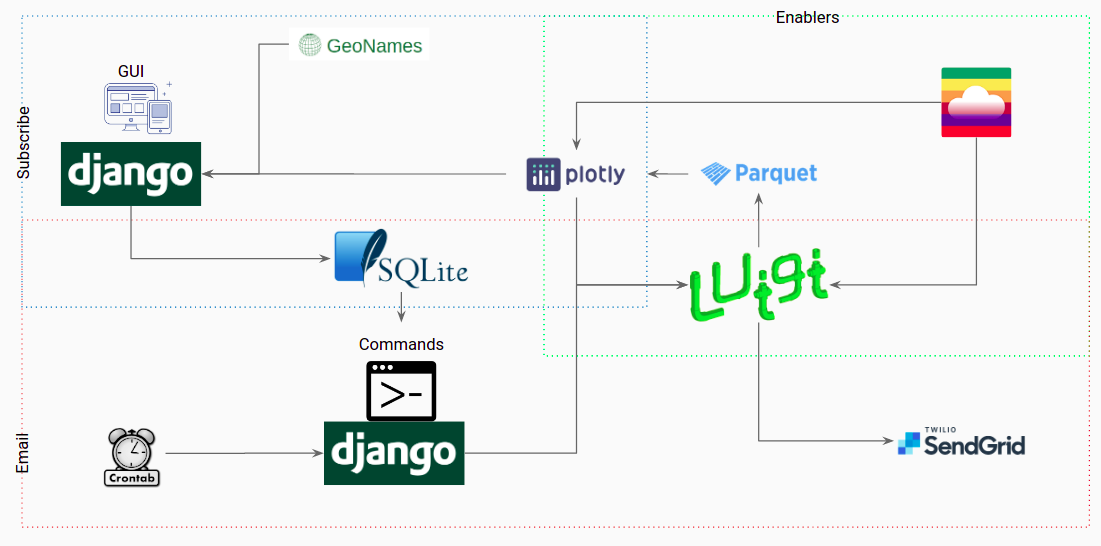 Enablers
GeoNames
GUI
Subscribe
django
plotly
Parquet
SQLite
Luigi
Commands
>-
Email
Crontab
django
TWILIO
SendGrid